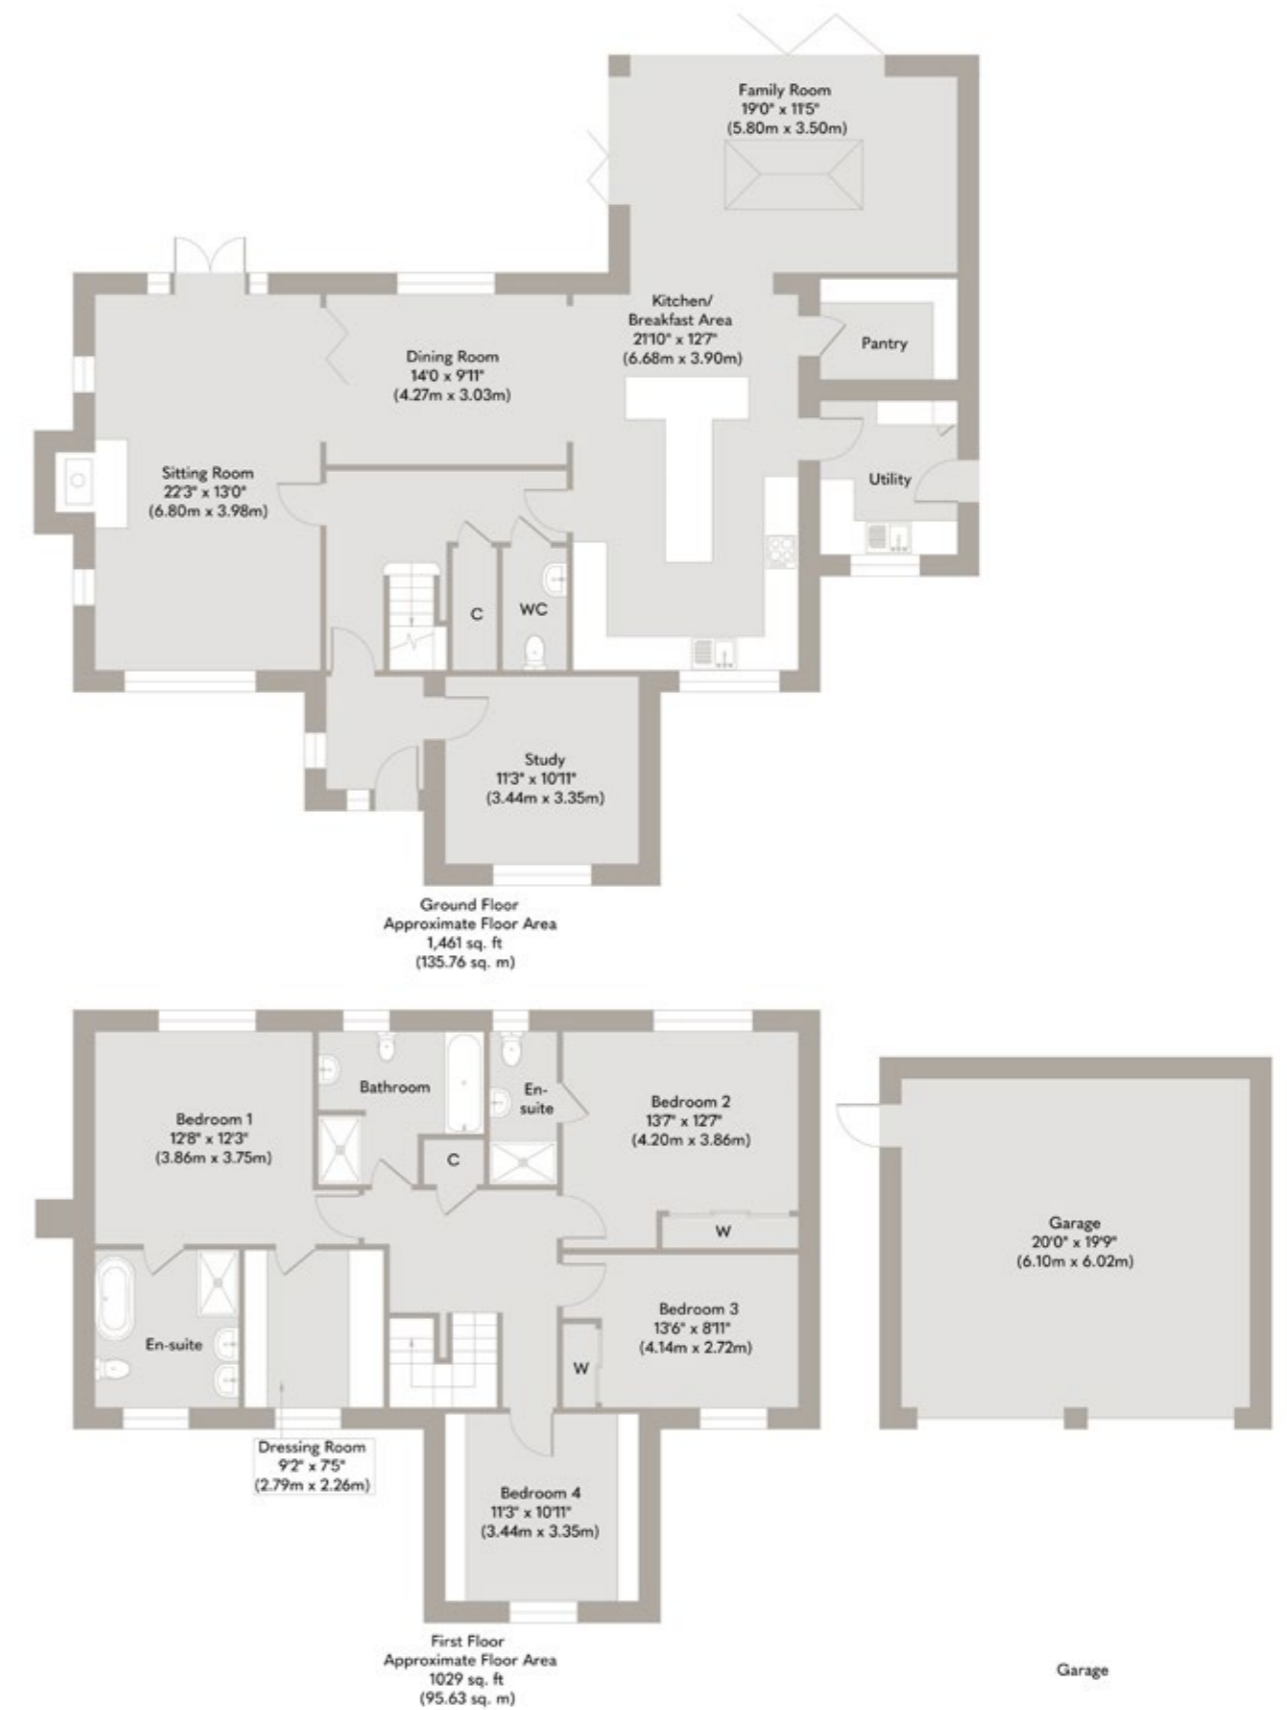 Family Room
19'0" x 11'5"
(5.80m x 3.50m)
Kitchen/
Breakfast Area
21'10" x 12'7"
(6.68m x 3.90m)
Pantry
Dining Room
14'0 x 9'11"
(4.27m x 3.03m)
Sitting Room
22'3" x 13'0"
(6.80m x 3.98m)
Utility
C
WC
Study
11'3" x 10'11"
(3.44m x 3.35m)
Ground Floor
Approximate Floor Area
1,461 sq. ft
(135.76 sq. m)
Bathroom
En-
suite
Bedroom 1
12'8" x 12'3"
(3.86m x 3.75m)
Bedroom 2
13'7" x 12'7"
(4.20m x 3.86m)
C
W
Garage
20'0" x 19'9"
(6.10m x 6.02m)
En-suite
Bedroom 3
13'6" x 8'11"
(4.14m x 2.72m)
W
Dressing Room
9'2" x 7'5"
(2.79m x 2.26m)
Bedroom 4
11'3" x 10'11"
(3.44m x 3.35m)
First Floor
Approximate Floor Area
1029 sq. ft
(95.63 sq. m)
Garage